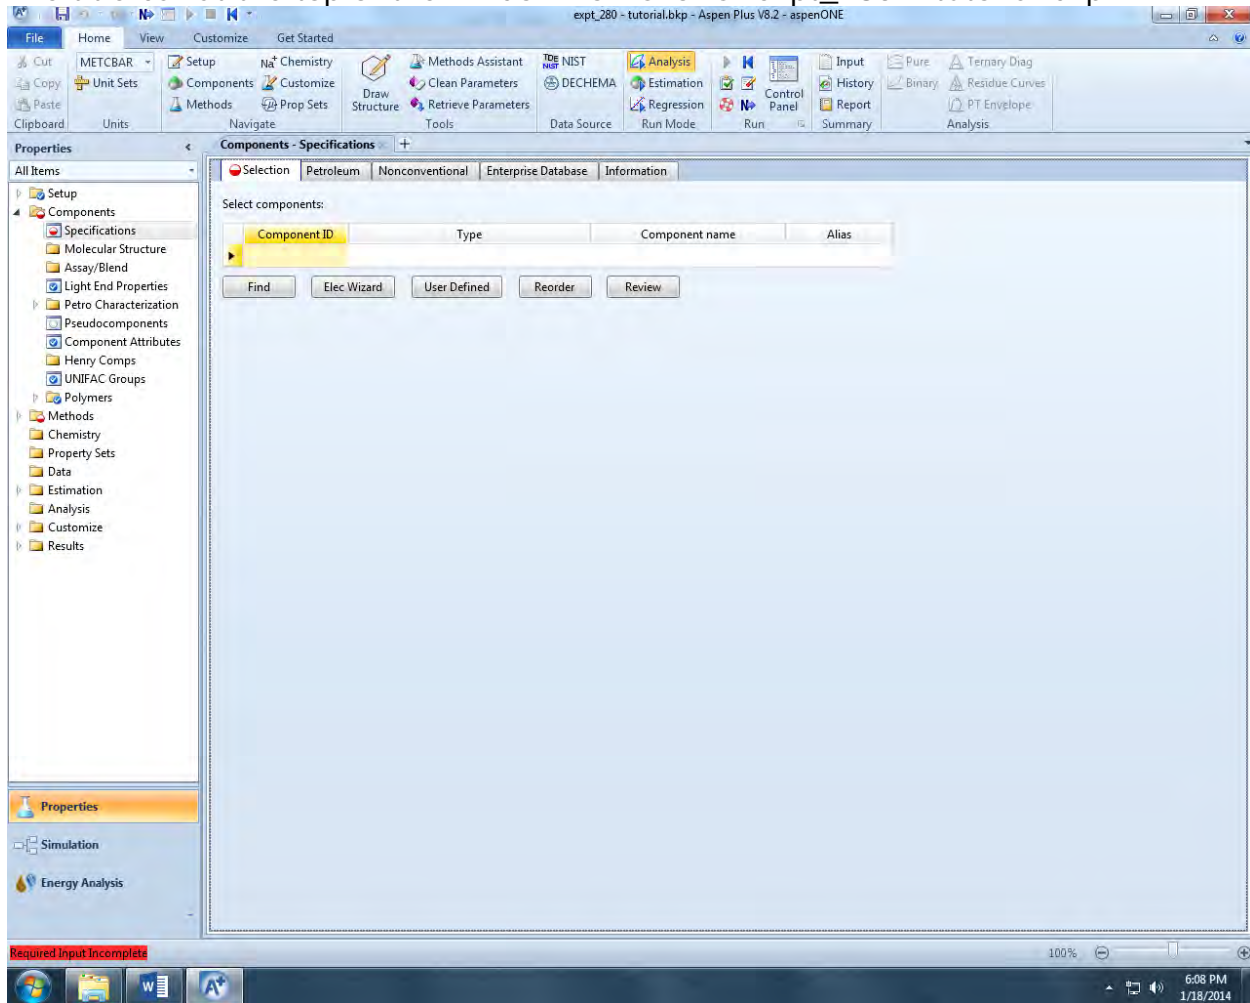 expt_280 - tutorial.bkp - Aspen Plus V8.2 - aspenONE
File Home View Customize Get Started
Cut METCBAR Setup Na+ Chemistry Methods Assistant NIST Analysis Input Pure Ternary Diag
Copy Unit Sets Components Customize Draw Structure Clean Parameters DECHEMA Estimation Control Panel History Binary Residue Curves
Paste Methods Prop Sets Retrieve Parameters Regression N Report PT Envelope
Clipboard Units Navigate Tools Data Source Run Mode Run Summary Analysis
Properties
Components - Specifications +
All Items
Selection Petroleum Nonconventional Enterprise Database Information
Setup
Components
Specifications
Molecular Structure
Assay/Blend
Light End Properties
Petro Characterization
Pseudocomponents
Component Attributes
Henry Comps
UNIFAC Groups
Polymers
Methods
Chemistry
Property Sets
Data
Estimation
Analysis
Customize
Results
Select components:
Component ID Type Component name Alias
Find Elec Wizard User Defined Reorder Review
Properties
Simulation
Energy Analysis
Required Input Incomplete 100%
6:08 PM
1/18/2014